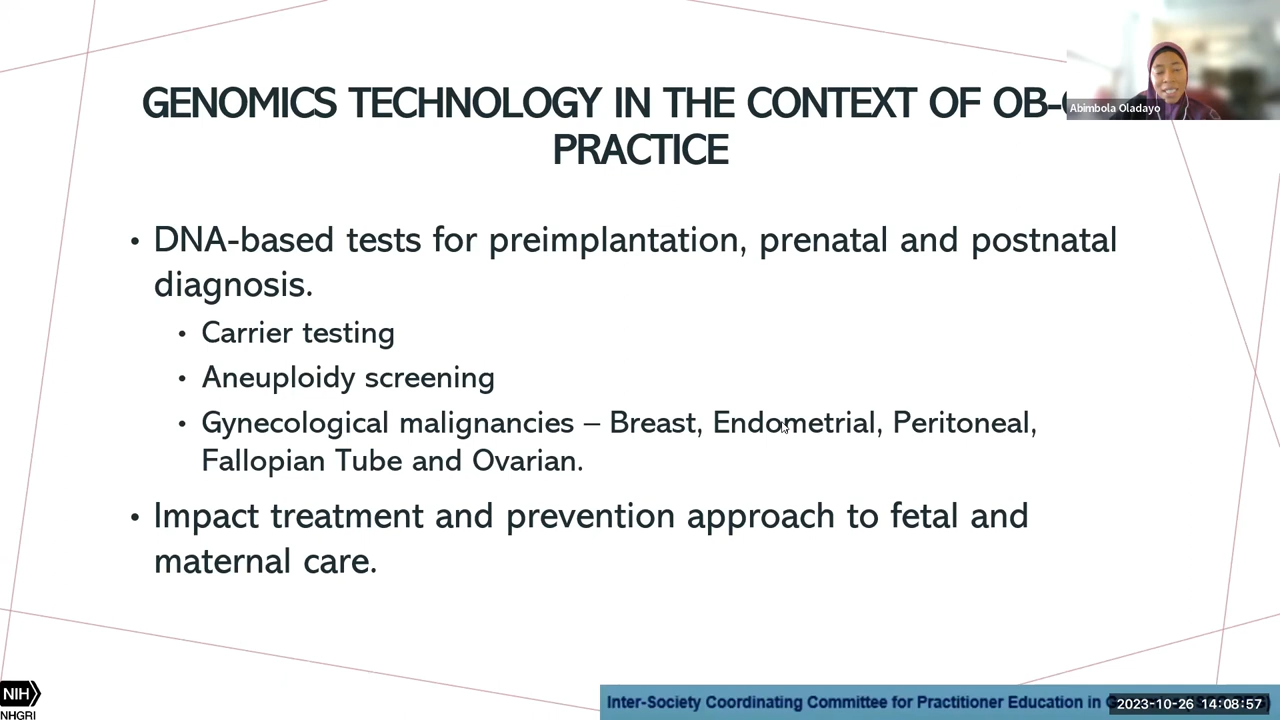 GENOMICS TECHNOLOGY IN THE CONTEXT OF OB-
PRACTICE
Abimbola Oladayo
• DNA-based tests for preimplantation, prenatal and postnatal
diagnosis.
• Carrier testing
• Aneuploidy screening
• Gynecological malignancies – Breast, Endometrial, Peritoneal,
Fallopian Tube and Ovarian.
• Impact treatment and prevention approach to fetal and
maternal care.
NIH
NHGRI
Inter-Society Coordinating Committee for Practitioner Education in
2023-10-26 14:08:57